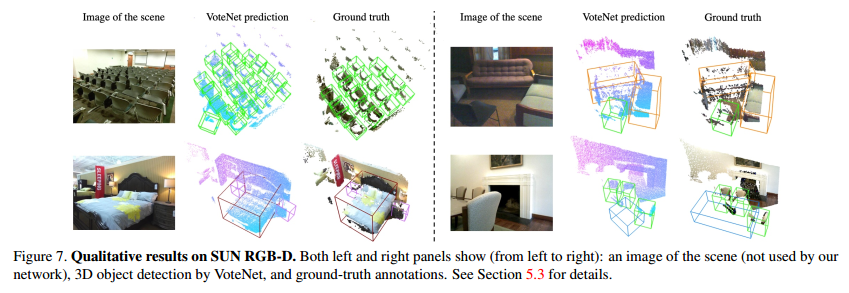 Image of the scene VoteNet prediction Ground truth Image of the scene VoteNet prediction Ground truth
SLEEPING
Figure 7. Qualitative results on SUN RGB-D. Both left and right panels show (from left to right): an image of the scene (not used by our
network), 3D object detection by VoteNet, and ground-truth annotations. See Section 5.3 for details.